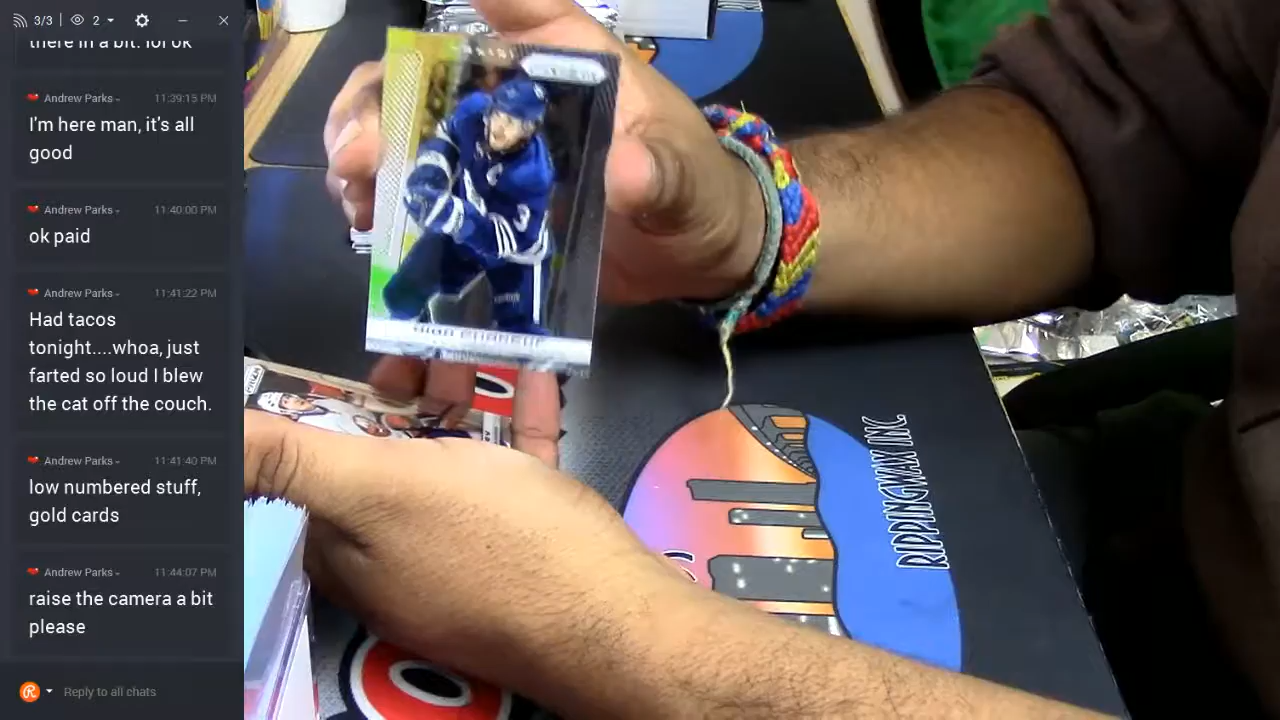 3/3
2
there in a bit. lol ok
Andrew Parks
11:39:15 PM
I'm here man, it's all
good
Andrew Parks
11:40:00 PM
ok paid
Andrew Parks
11:41:22 PM
Had tacos
tonight....whoa, just
farted so loud I blew
the cat off the couch.
Andrew Parks
11:41:40 PM
low numbered stuff,
gold cards
Andrew Parks
11:44:07 PM
raise the camera a bit
please
Reply to all chats
PANINI
3
PRIZM
RIPPINGWAX INC.